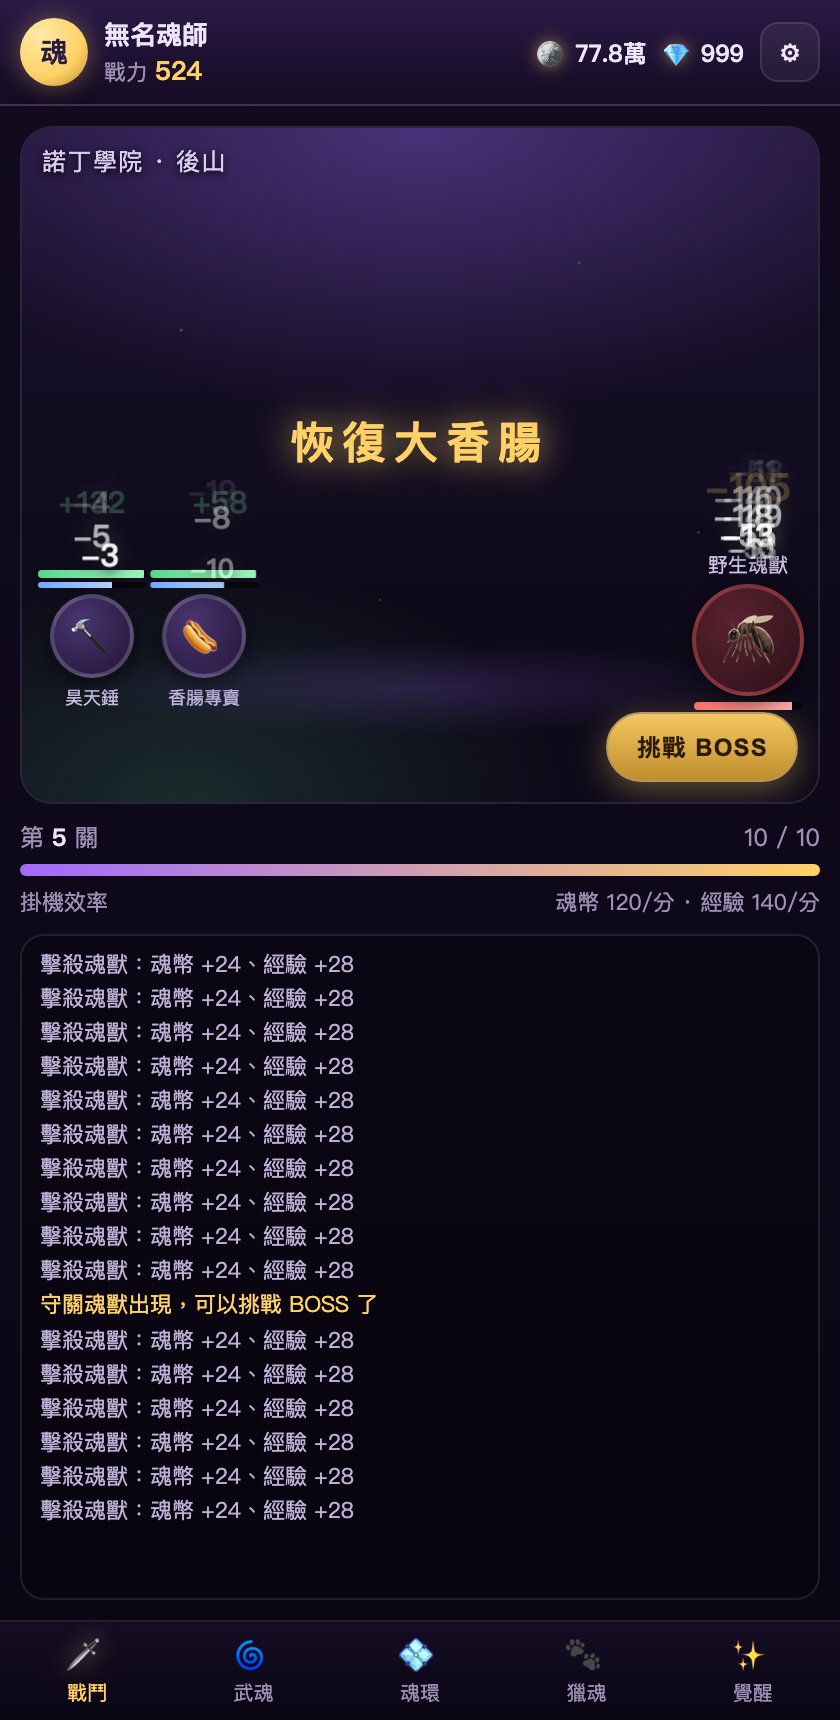 魂
無名魂師
戰力 524
77.8萬
999
諾丁學院 · 後山
恢復大香腸
+132
-4
-5
-3
+58
-8
-10
-105
-13
野生魂獸
昊天錘
香腸專賣
挑戰 BOSS
第 5 關
10 / 10
掛機效率
魂幣 120/分 · 經驗 140/分
擊殺魂獸：魂幣 +24、經驗 +28
擊殺魂獸：魂幣 +24、經驗 +28
擊殺魂獸：魂幣 +24、經驗 +28
擊殺魂獸：魂幣 +24、經驗 +28
擊殺魂獸：魂幣 +24、經驗 +28
擊殺魂獸：魂幣 +24、經驗 +28
擊殺魂獸：魂幣 +24、經驗 +28
擊殺魂獸：魂幣 +24、經驗 +28
擊殺魂獸：魂幣 +24、經驗 +28
擊殺魂獸：魂幣 +24、經驗 +28
守關魂獸出現，可以挑戰 BOSS 了
擊殺魂獸：魂幣 +24、經驗 +28
擊殺魂獸：魂幣 +24、經驗 +28
擊殺魂獸：魂幣 +24、經驗 +28
擊殺魂獸：魂幣 +24、經驗 +28
擊殺魂獸：魂幣 +24、經驗 +28
擊殺魂獸：魂幣 +24、經驗 +28
戰鬥
武魂
魂環
獵魂
覺醒